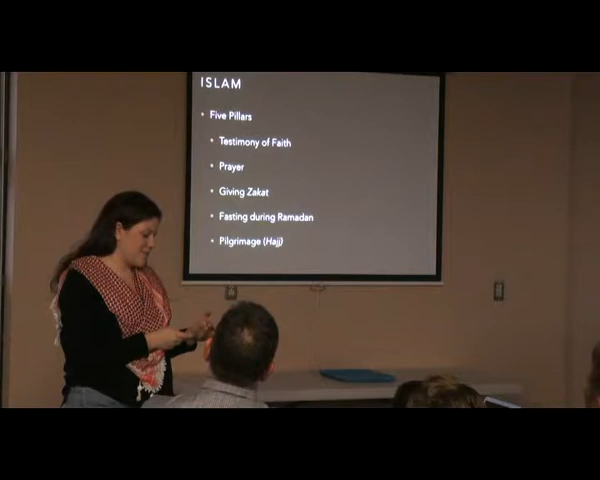 ISLAM
• Five Pillars
• Testimony of Faith
• Prayer
• Giving Zakat
• Fasting during Ramadan
• Pilgrimage (Hajj)